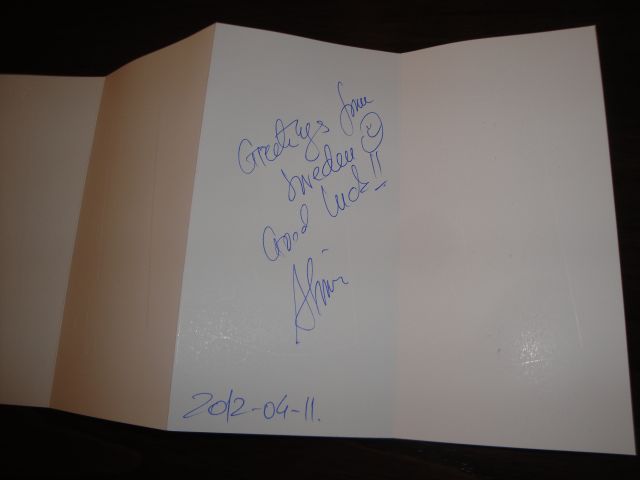 Greetings from
Sweden
Good Luck!!
2012-04-11.